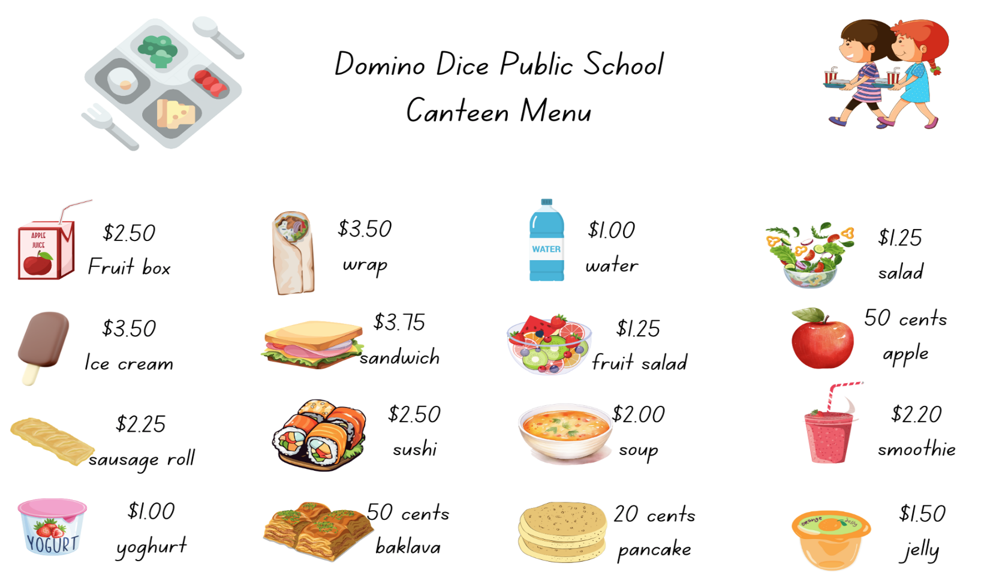 Domino Dice Public School
Canteen Menu
APPLE
JUICE
$2.50
Fruit box
$3.50
wrap
WATER
$1.00
water
$1.25
salad
$3.50
Ice cream
$3.75
sandwich
$1.25
fruit salad
50 cents
apple
$2.25
sausage roll
$2.50
sushi
$2.00
soup
$2.20
smoothie
YOGURT
$1.00
yoghurt
50 cents
baklava
20 cents
pancake
orange jelly
$1.50
jelly